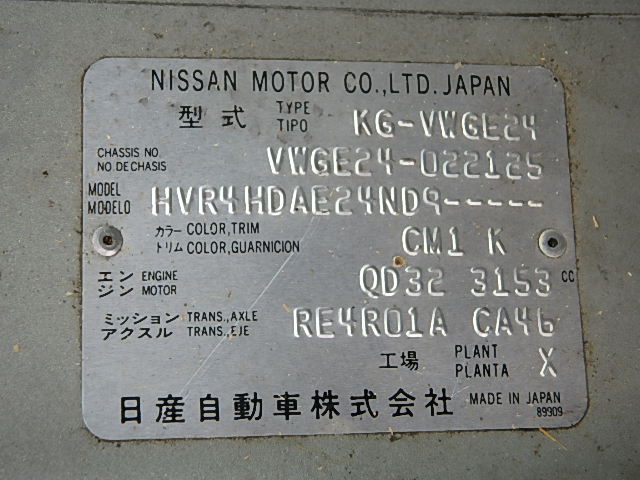 NISSAN MOTOR CO.,LTD. JAPAN
型式 TYPE TIPO KG-VWGE24
CHASSIS NO. NO DE CHASIS VWGE24-022125
MODEL MODELO HVR4HDAE24ND9-----
カラー COLOR,TRIM
トリム COLOR,GUARNICION CM1 K
エンジン ENGINE MOTOR QD32 3153 CC
ミッション TRANS.,AXLE
アクスル TRANS.,EJE RE4R01A CA46
工場 PLANT PLANTA X
日産自動車株式会社 MADE IN JAPAN
89909